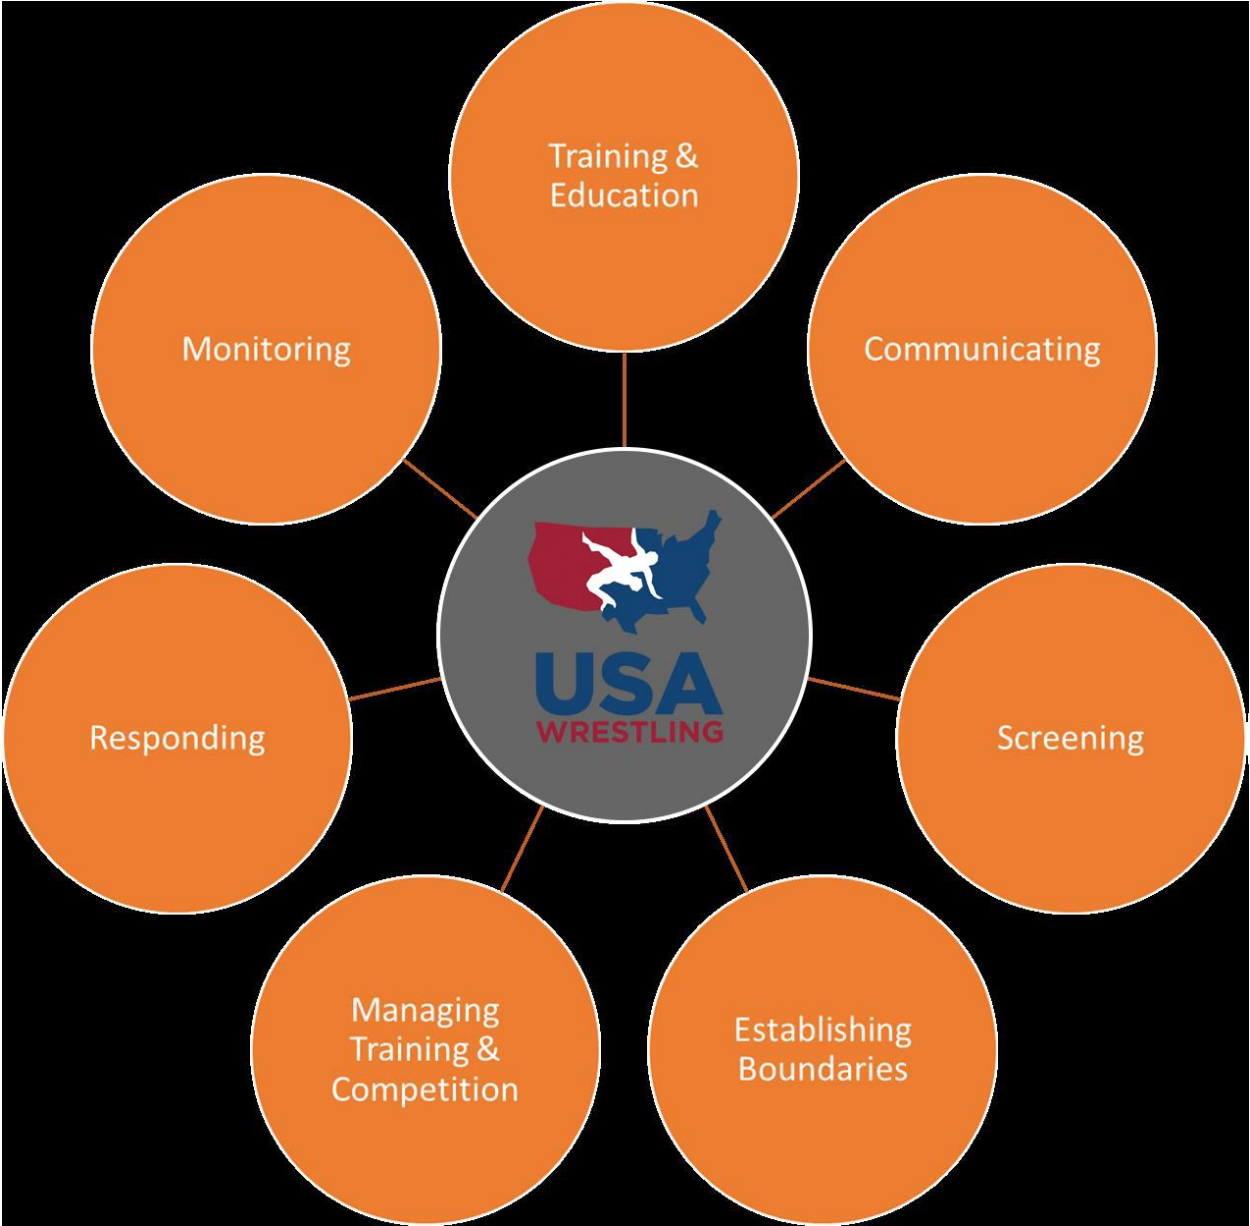 Training &
Education
Communicating
Screening
Establishing
Boundaries
Managing
Training &
Competition
Responding
Monitoring
USA
WRESTLING